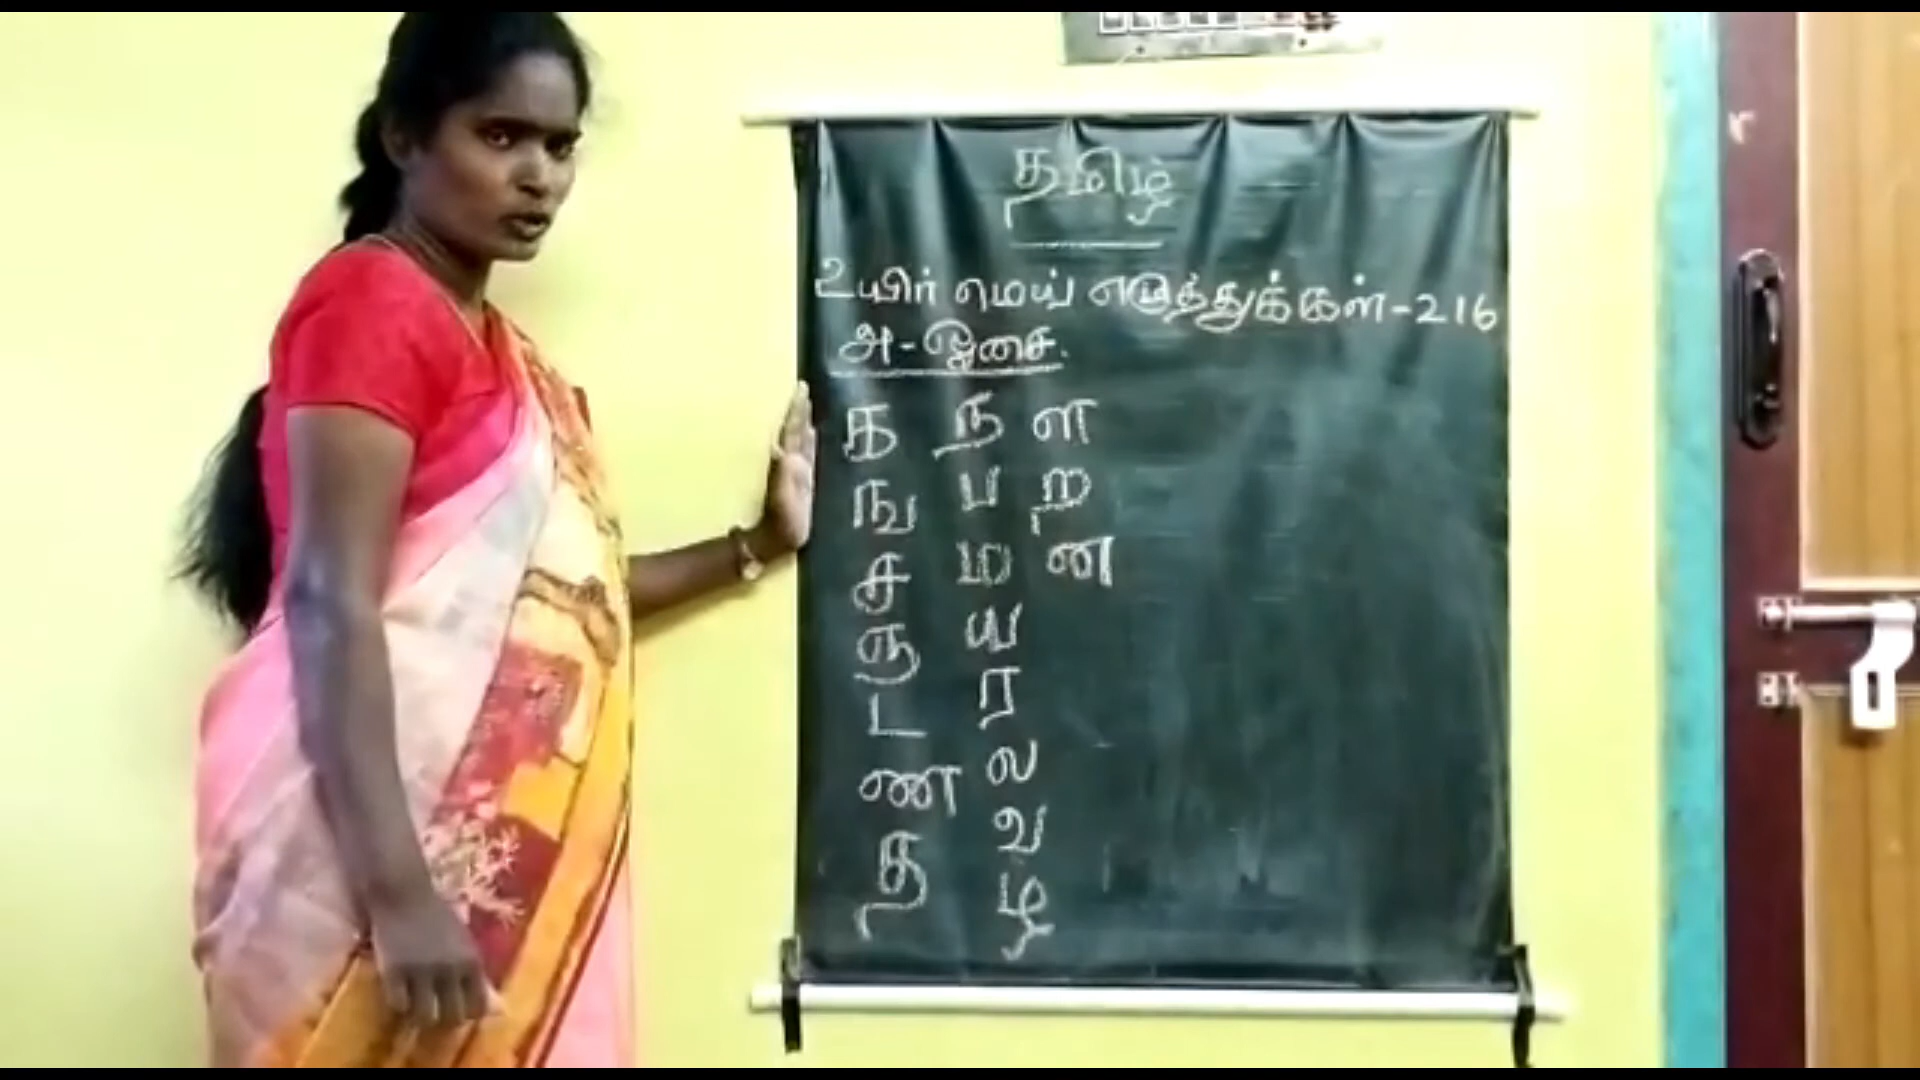 தமிழ்
உயிர் மெய் எழுத்துக்கள்-216
அ-ஓசை.
க ந ள
ங ப ற
ச ம ன
ஞ ய
ட ர
ண ல
த வ
ழ